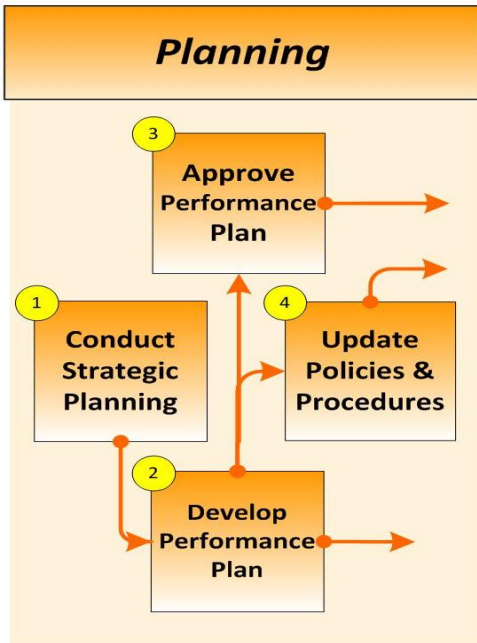 Planning
3
Approve
Performance
Plan
1
Conduct
Strategic
Planning
4
Update
Policies &
Procedures
2
Develop
Performance
Plan